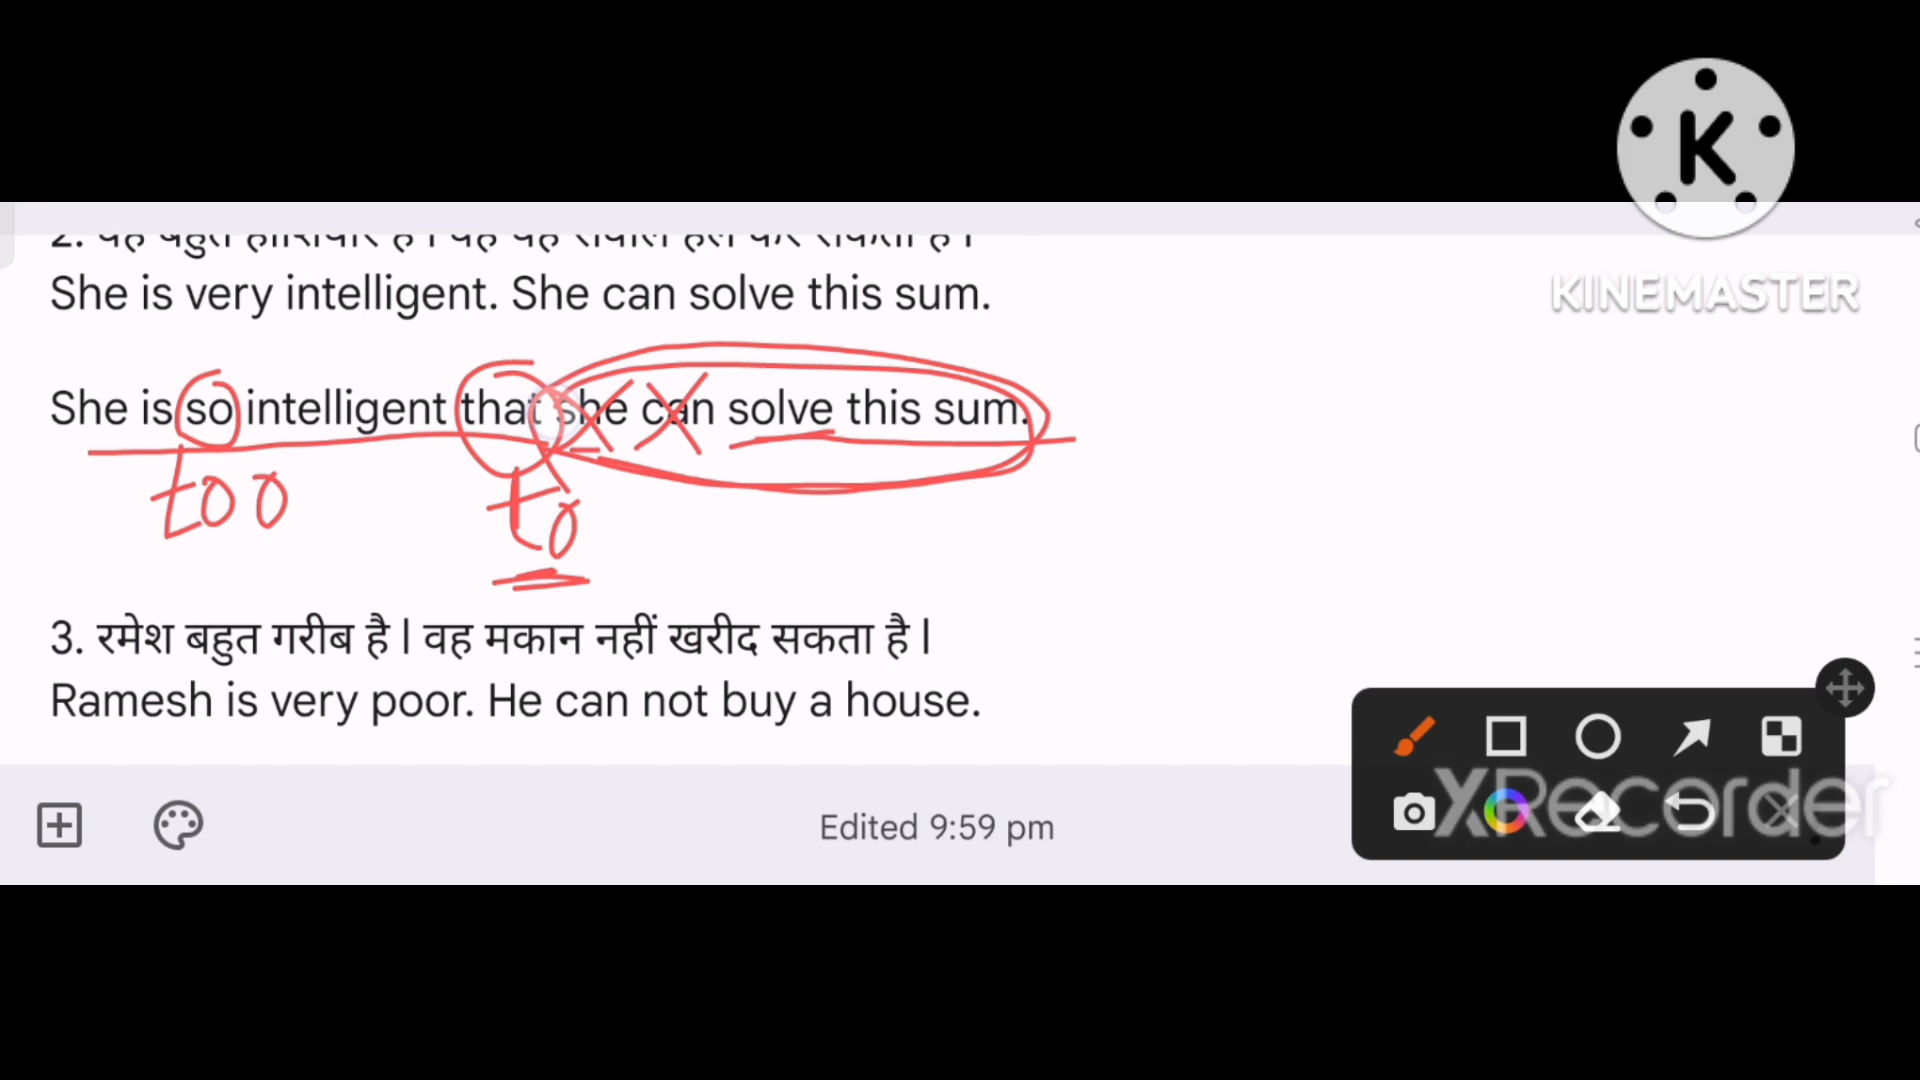 KINEMASTER
She is very intelligent. She can solve this sum.
She is so intelligent that she can solve this sum.
too to
3. रमेश बहुत गरीब है l वह मकान नहीं खरीद सकता है l
Ramesh is very poor. He can not buy a house.
Edited 9:59 pm
XRecorder